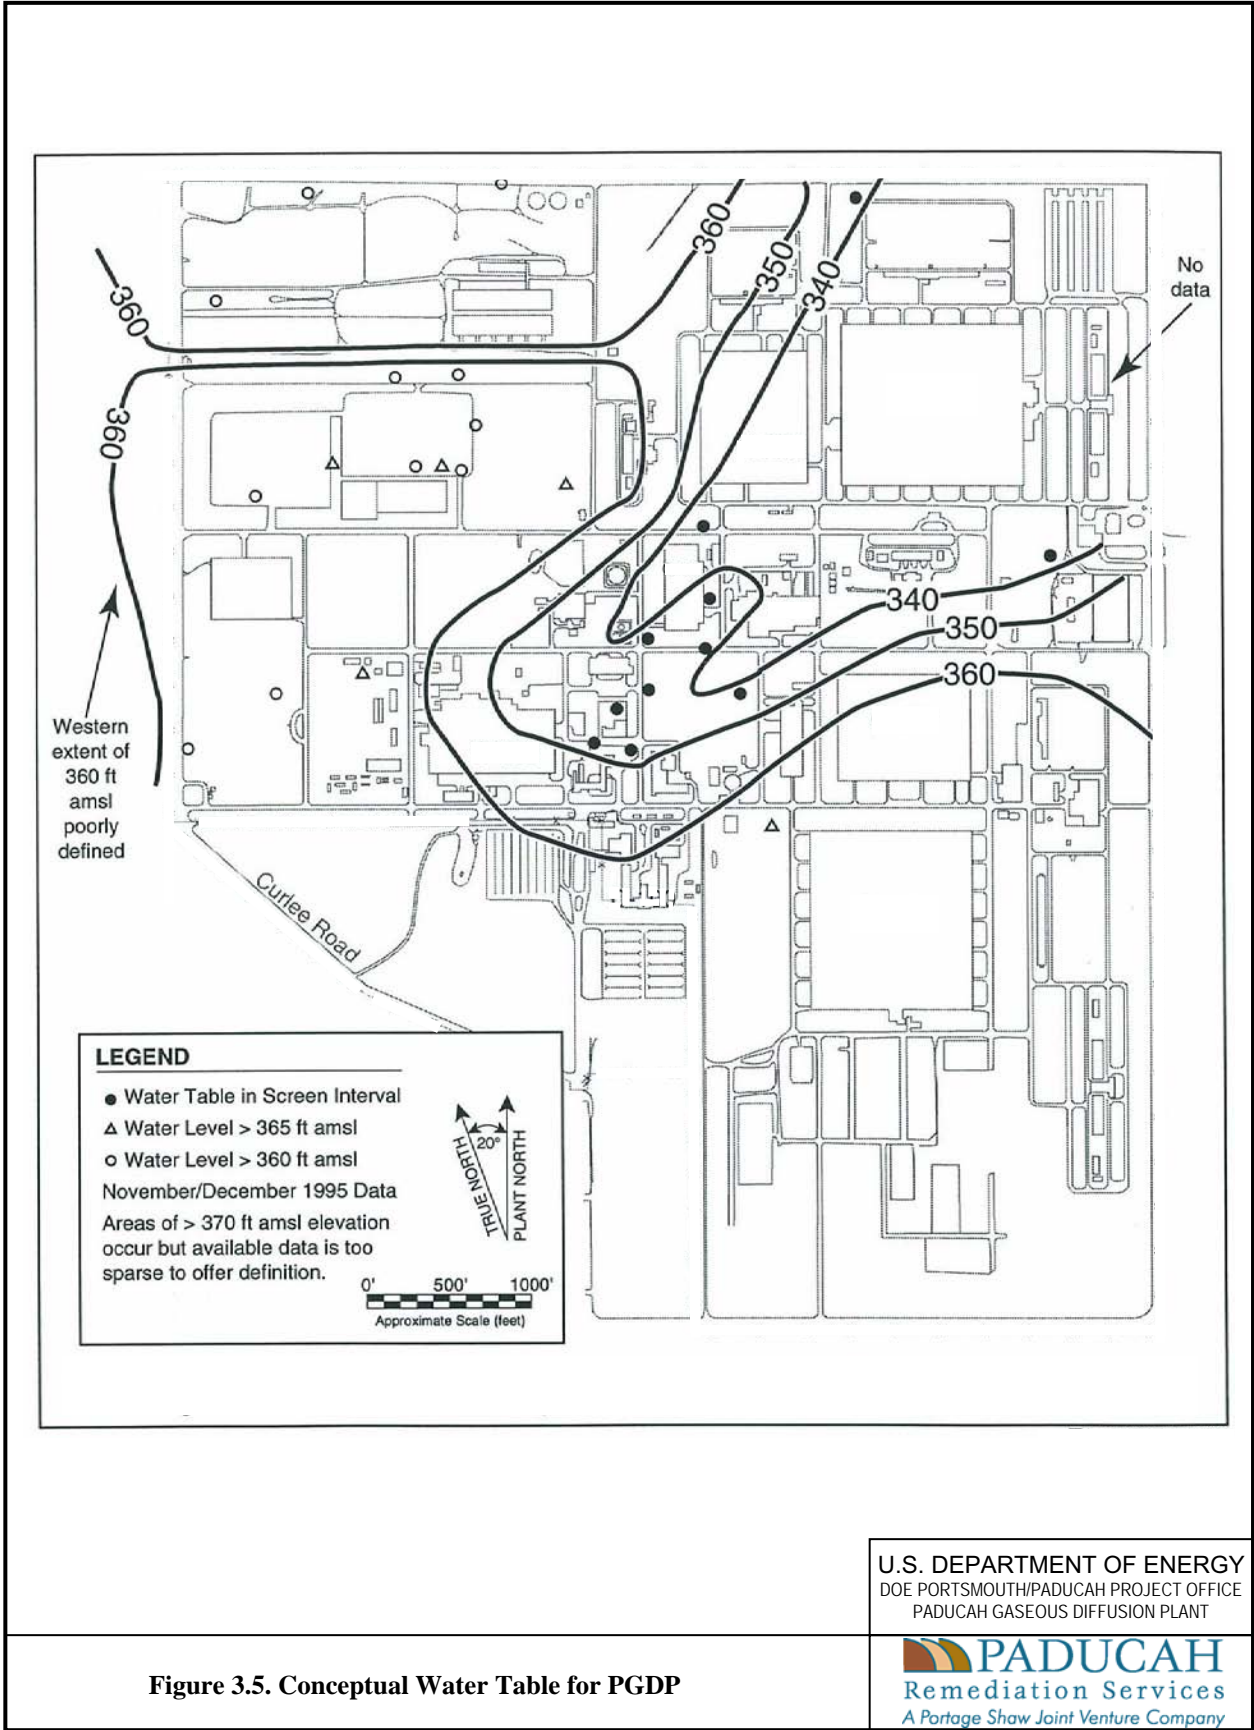 360
350
340
No
data
360
360
340
350
360
Western
extent of
360 ft
amsl
poorly
defined
Curlee Road
LEGEND
Water Table in Screen Interval
Water Level > 365 ft amsl
Water Level > 360 ft amsl
November/December 1995 Data
Areas of > 370 ft amsl elevation
occur but available data is too
sparse to offer definition.
TRUE NORTH
20°
PLANT NORTH
0' 500' 1000'
Approximate Scale (feet)
U.S. DEPARTMENT OF ENERGY
DOE PORTSMOUTH/PADUCAH PROJECT OFFICE
PADUCAH GASEOUS DIFFUSION PLANT
Figure 3.5. Conceptual Water Table for PGDP
PADUCAH
Remediation Services
A Portage Shaw Joint Venture Company